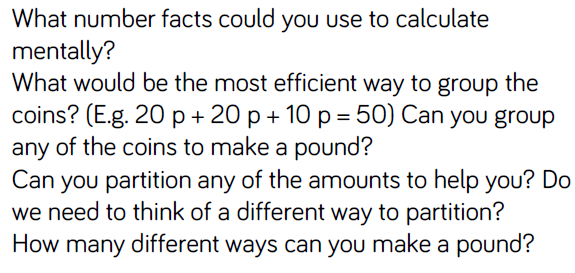 What number facts could you use to calculate
mentally?
What would be the most efficient way to group the
coins? (E.g. 20 p + 20 p + 10 p = 50) Can you group
any of the coins to make a pound?
Can you partition any of the amounts to help you? Do
we need to think of a different way to partition?
How many different ways can you make a pound?